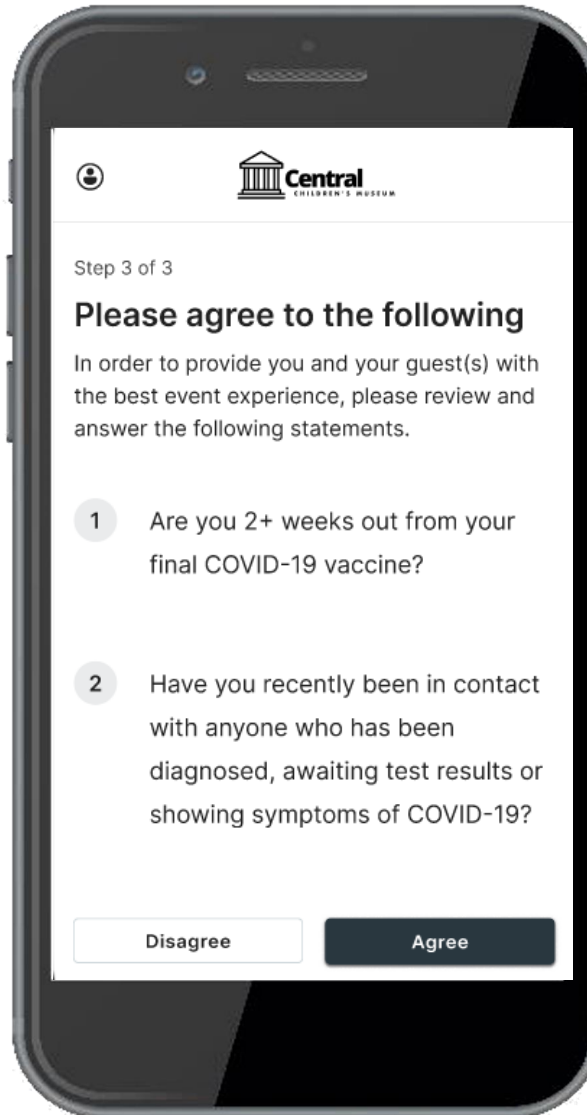 Central
CHILDREN'S MUSEUM
Step 3 of 3
Please agree to the following
In order to provide you and your guest(s) with
the best event experience, please review and
answer the following statements.
1 Are you 2+ weeks out from your
final COVID-19 vaccine?
2 Have you recently been in contact
with anyone who has been
diagnosed, awaiting test results or
showing symptoms of COVID-19?
Disagree Agree